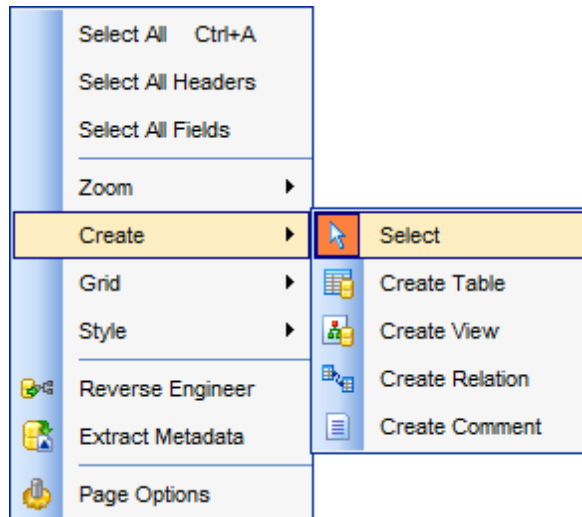 Select All Ctrl+A
Select All Headers
Select All Fields
Zoom
Create
Grid
Style
Reverse Engineer
Extract Metadata
Page Options
Select
Create Table
Create View
Create Relation
Create Comment